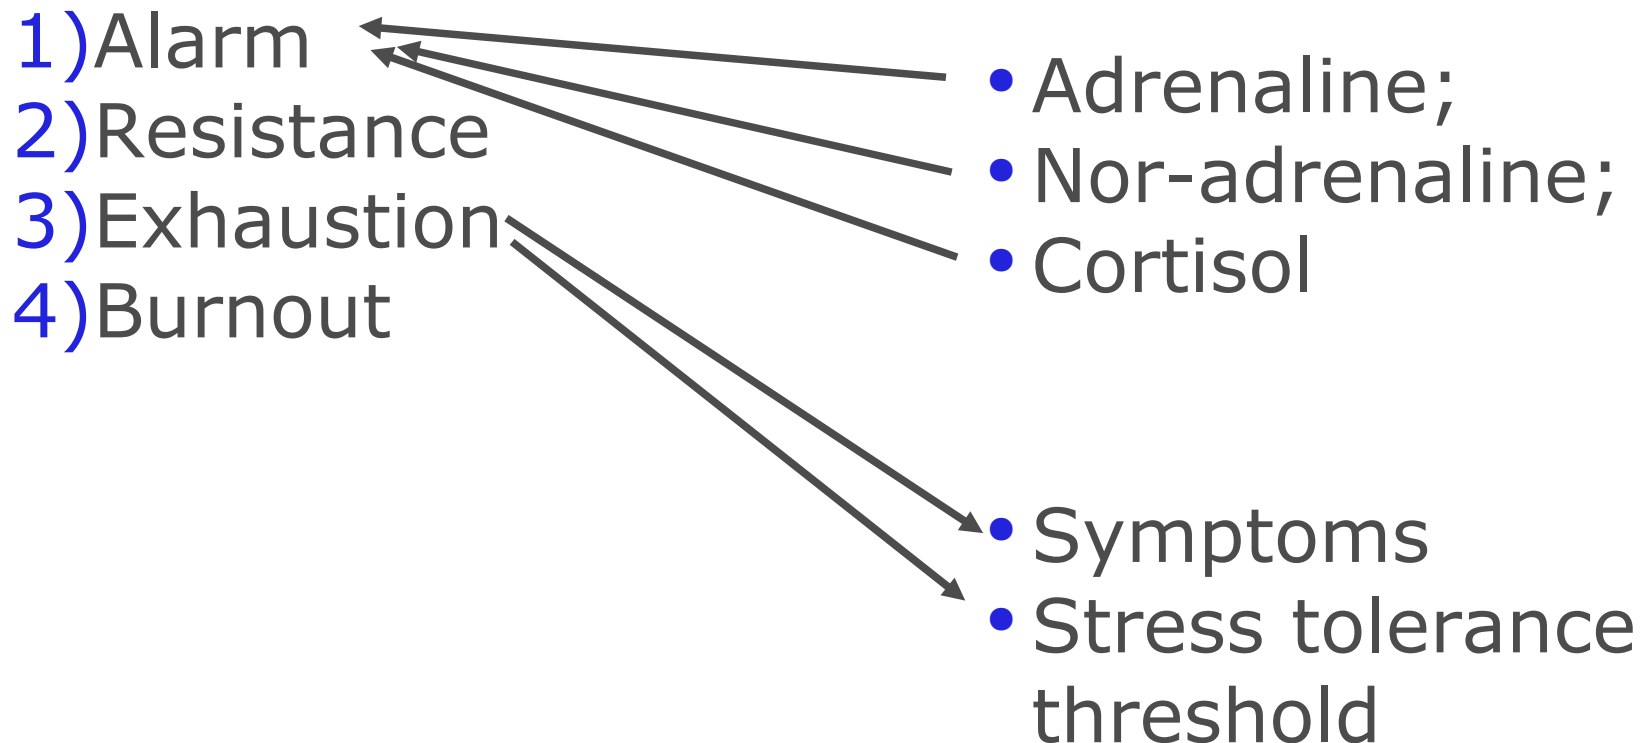 1)Alarm
2)Resistance
3)Exhaustion
4)Burnout
• Adrenaline;
• Nor-adrenaline;
• Cortisol
• Symptoms
• Stress tolerance
threshold